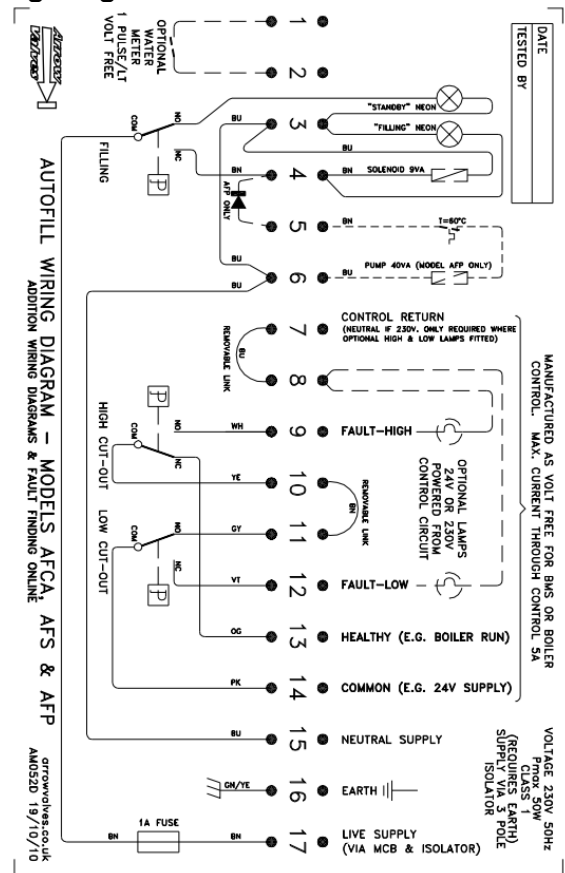 DATE
TESTED BY
Arrow
Valves
OPTIONAL
WATER
METER
1 PULSE/LT
VOLT FREE
1
2
3
4
5
6
7
8
9
10
11
12
13
14
15
16
17
"STANDBY" NEON
"FILLING" NEON
BU
BU
SOLENOID 9VA
BN
BN
NO
NC
COM
P
FILLING
AFP ONLY
BN
T=60°C
PUMP 40VA (MODEL AFP ONLY)
BU
BU
CONTROL RETURN
(NEUTRAL IF 230V. ONLY REQUIRED WHERE
OPTIONAL HIGH & LOW LAMPS FITTED)
REMOVABLE LINK
BU
P
NO
NC
COM
HIGH CUT-OUT
WH
FAULT-HIGH
YE
REMOVABLE LINK
BN
OPTIONAL LAMPS
24V OR 230V
POWERED FROM
CONTROL CIRCUIT
GY
NO
NC
COM
P
LOW CUT-OUT
VT
FAULT-LOW
OG
HEALTHY (E.G. BOILER RUN)
PK
COMMON (E.G. 24V SUPPLY)
BU
NEUTRAL SUPPLY
GN/YE
EARTH
1A FUSE
BN
BN
LIVE SUPPLY
(VIA MCB & ISOLATOR)
MANUFACTURED AS VOLT FREE FOR BMS OR BOILER
CONTROL. MAX. CURRENT THROUGH CONTROL 5A
VOLTAGE 230V 50Hz
Pmax 50W
CLASS 1
(REQUIRES EARTH)
SUPPLY VIA 3 POLE
ISOLATOR
AUTOFILL WIRING DIAGRAM - MODELS AFCA, AFS & AFP
ADDITION WIRING DIAGRAMS & FAULT FINDING ONLINE
arrowvalves.co.uk
AM052D 19/10/10